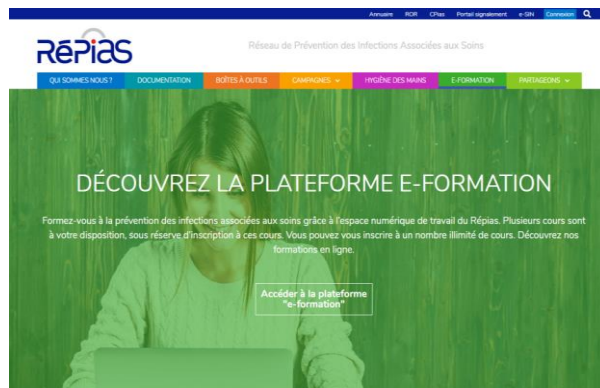 Annuaire RDR CPias Portail signalement e-SIN Connexion
RéPiaS
Réseau de Prévention des Infections Associées aux Soins
QUI SOMMES NOUS ? DOCUMENTATION BOÎTES À OUTILS CAMPAGNES HYGIÈNE DES MAINS E-FORMATION PARTAGEONS
DÉCOUVREZ LA PLATEFORME E-FORMATION
Formez-vous à la prévention des infections associées aux soins grâce à l'espace numérique de travail du Répias. Plusieurs cours sont
à votre disposition, sous réserve d'inscription à ces cours. Vous pouvez vous inscrire à un nombre illimité de cours. Découvrez nos
formations en ligne.
Accéder à la plateforme
"e-formation"